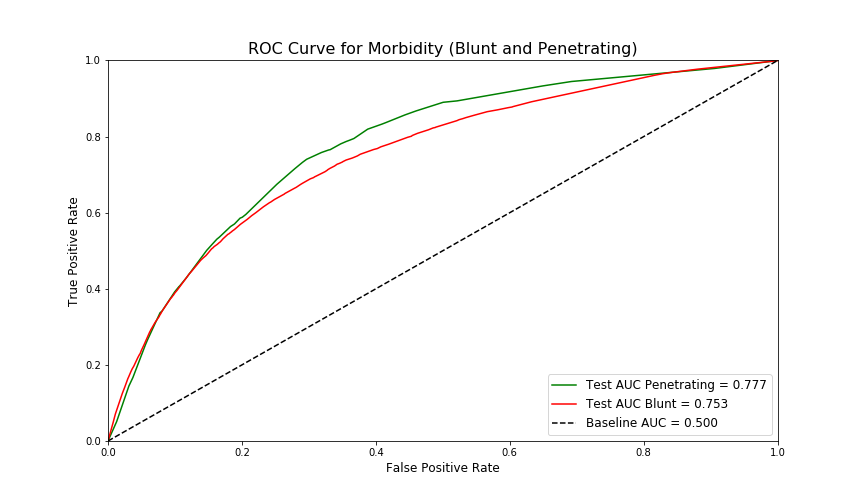 ROC Curve for Morbidity (Blunt and Penetrating)
True Positive Rate
1.0
0.8
0.6
0.4
0.2
0.0
0.0 0.2 0.4 0.6 0.8 1.0
False Positive Rate
Test AUC Penetrating = 0.777
Test AUC Blunt = 0.753
Baseline AUC = 0.500